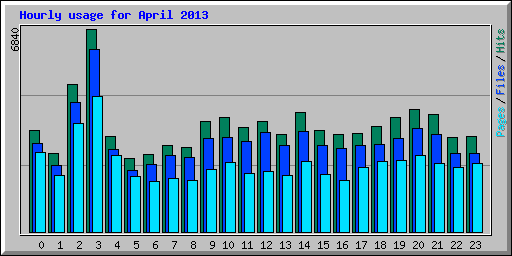 Hourly usage for April 2013
6840
Pages/Files/Hits
0 1 2 3 4 5 6 7 8 9 10 11 12 13 14 15 16 17 18 19 20 21 22 23